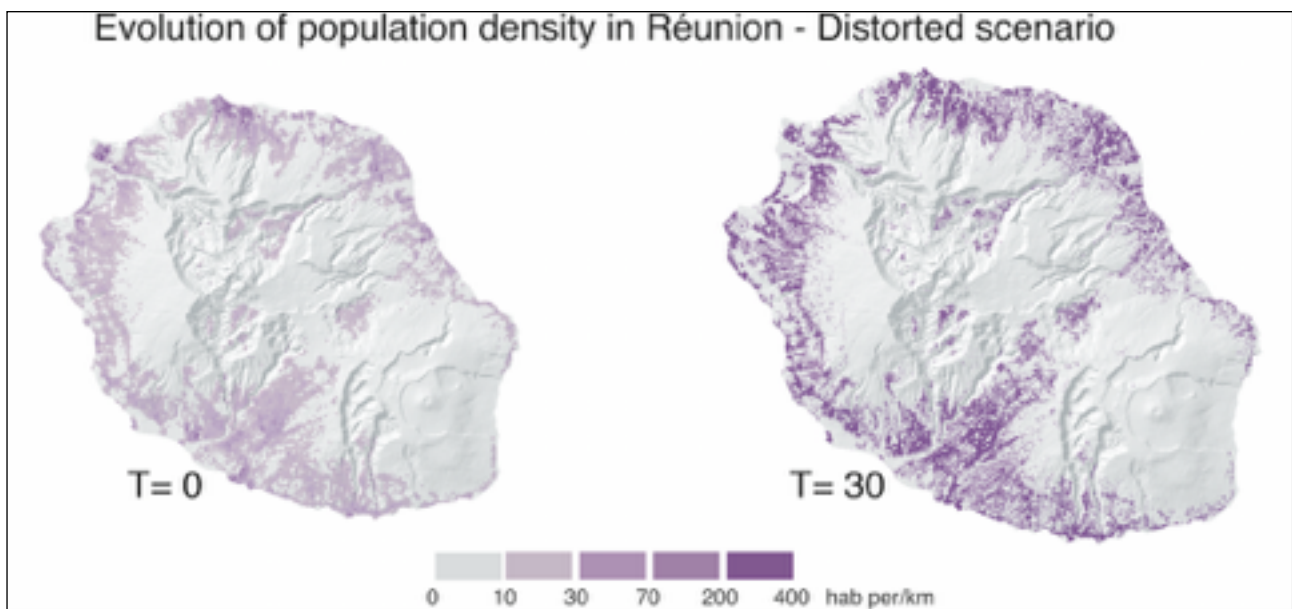 Evolution of population density in Réunion - Distorted scenario
T= 0
T= 30
0 10 30 70 200 400 hab per/km